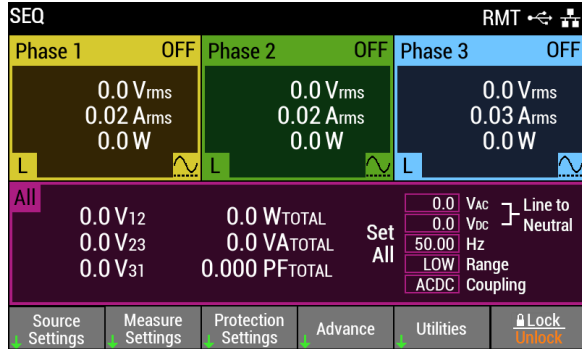 SEQ RMT
Phase 1 OFF Phase 2 OFF Phase 3 OFF
0.0 Vrms 0.0 Vrms 0.0 Vrms
0.02 Arms 0.02 Arms 0.03 Arms
0.0 W 0.0 W 0.0 W
L L L
All
0.0 V12 0.0 WTOTAL
0.0 V23 0.0 VATOTAL
0.0 V31 0.000 PFTOTAL
Set
All
0.0 VAC
0.0 VDC
Line to
Neutral
50.00 Hz
LOW Range
ACDC Coupling
Source
Settings
Measure
Settings
Protection
Settings
Advance
Utilities
Lock
Unlock